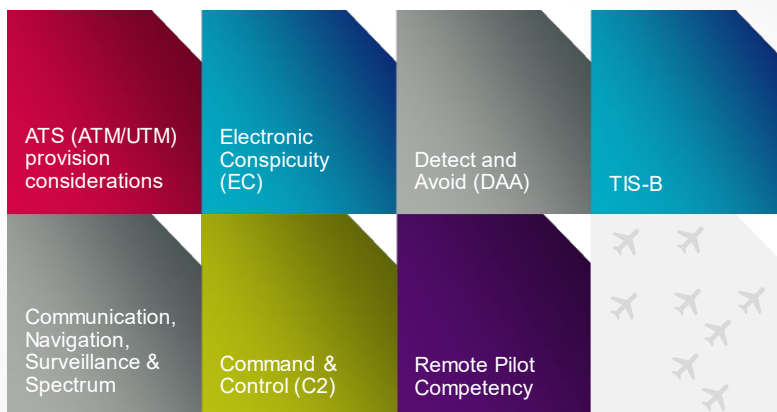 ATS (ATM/UTM)
provision
considerations
Electronic
Conspicuity
(EC)
Detect and
Avoid (DAA)
TIS-B
Communication,
Navigation,
Surveillance &
Spectrum
Command &
Control (C2)
Remote Pilot
Competency